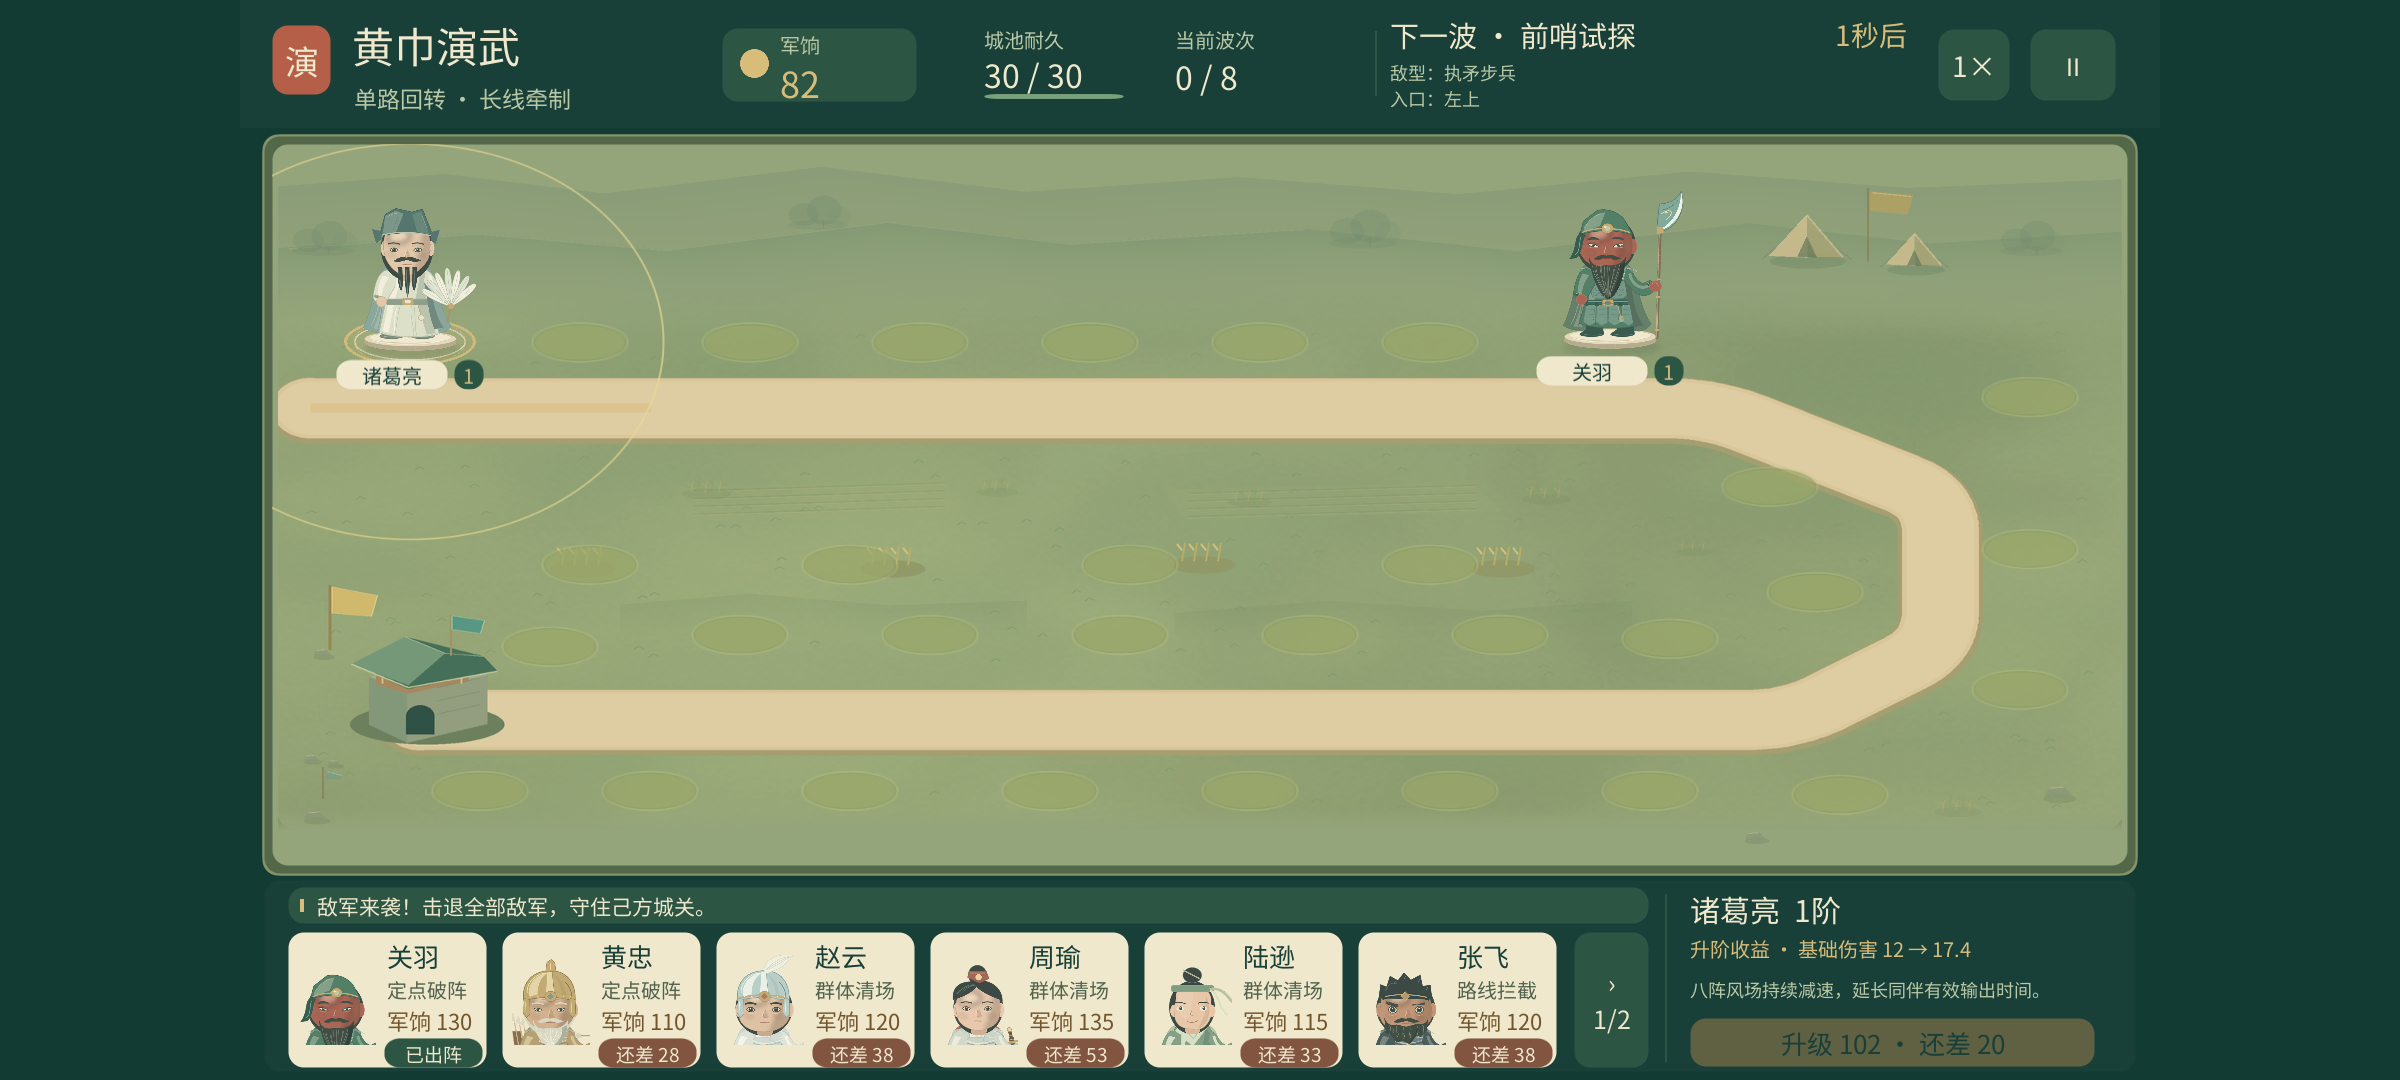 演
黄巾演武
单路回转 · 长线牵制
军饷
82
城池耐久
30 / 30
当前波次
0 / 8
下一波 · 前哨试探
1秒后
敌型：执矛步兵
入口：左上
1×
II
诸葛亮 1
关羽 1
敌军来袭！击退全部敌军，守住己方城关。
关羽
定点破阵
军饷 130
已出阵
黄忠
定点破阵
军饷 110
还差 28
赵云
群体清场
军饷 120
还差 38
周瑜
群体清场
军饷 135
还差 53
陆逊
群体清场
军饷 115
还差 33
张飞
路线拦截
军饷 120
还差 38
›
1/2
诸葛亮 1阶
升阶收益 · 基础伤害 12 → 17.4
八阵风场持续减速，延长同伴有效输出时间。
升级 102 · 还差 20